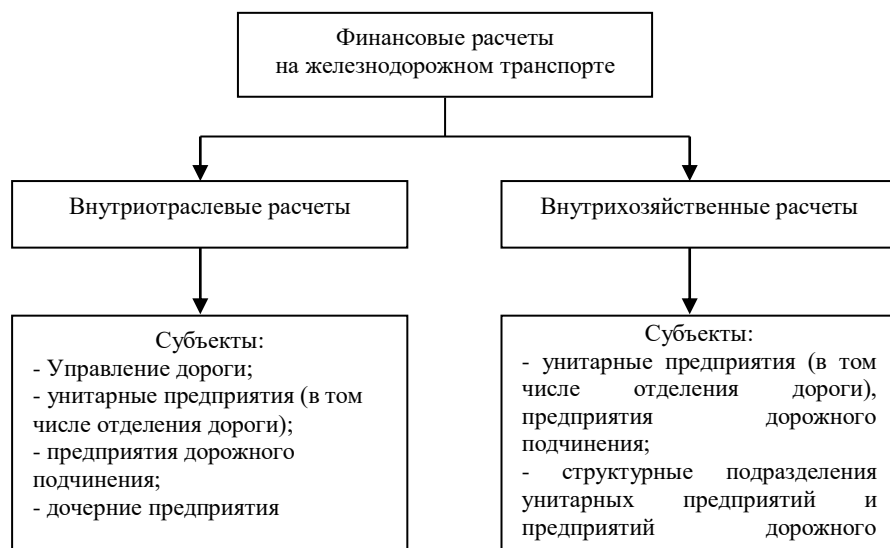 Финансовые расчеты
на железнодорожном транспорте
Внутриотраслевые расчеты
Внутрихозяйственные расчеты
Субъекты:
- Управление дороги;
- унитарные предприятия (в том
числе отделения дороги);
- предприятия дорожного
подчинения;
- дочерние предприятия
Субъекты:
- унитарные предприятия (в том
числе отделения дороги),
предприятия дорожного
подчинения;
- структурные подразделения
унитарных предприятий и
предприятий дорожного